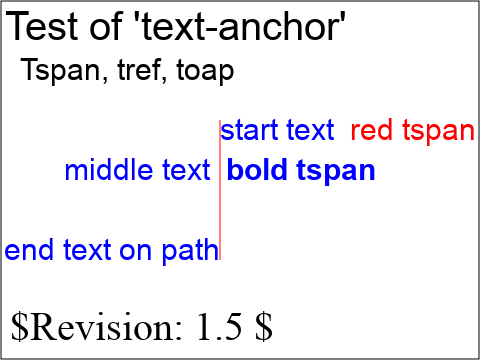 Test of 'text-anchor'
Tspan, tref, toap
start text red tspan
middle text bold tspan
end text on path
$Revision: 1.5 $